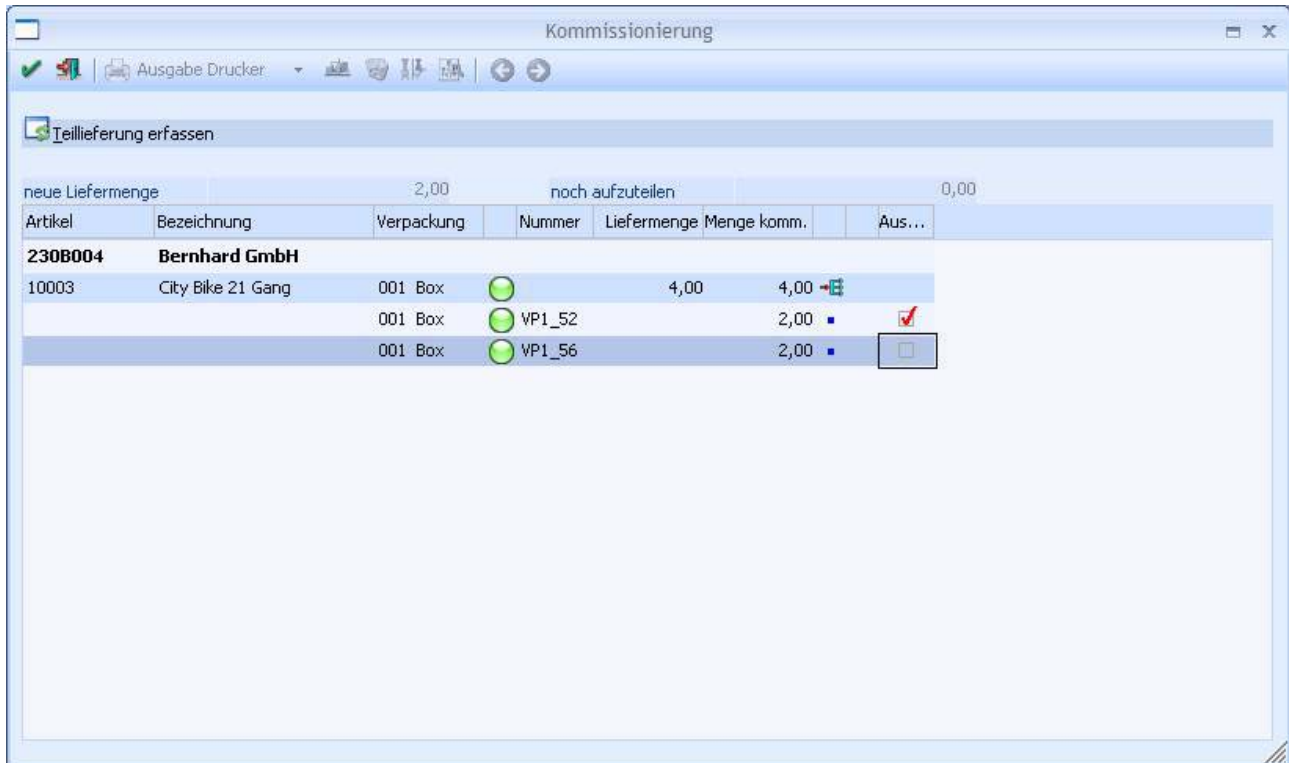 Kommissionierung
Ausgabe Drucker
Teillieferung erfassen
neue Liefermenge 2,00 noch aufzuteilen 0,00
Artikel Bezeichnung Verpackung Nummer Liefermenge Menge komm. Aus...
230B004 Bernhard GmbH
10003 City Bike 21 Gang 001 Box 4,00 4,00
001 Box VP1_52 2,00
001 Box VP1_56 2,00